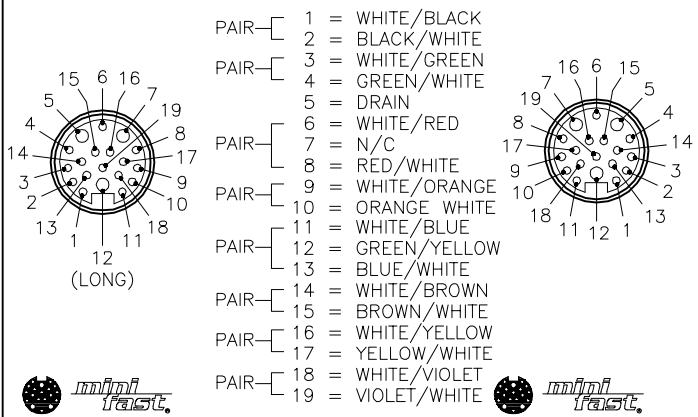 PAIR 1 = WHITE/BLACK
2 = BLACK/WHITE
PAIR 3 = WHITE/GREEN
4 = GREEN/WHITE
5 = DRAIN
PAIR 6 = WHITE/RED
7 = N/C
8 = RED/WHITE
PAIR 9 = WHITE/ORANGE
10 = ORANGE WHITE
PAIR 11 = WHITE/BLUE
12 = GREEN/YELLOW
13 = BLUE/WHITE
PAIR 14 = WHITE/BROWN
15 = BROWN/WHITE
PAIR 16 = WHITE/YELLOW
17 = YELLOW/WHITE
PAIR 18 = WHITE/VIOLET
19 = VIOLET/WHITE
15 6 16
5 7
4 19
8
14 17
3 9
2 10
13 18
1 11
12
(LONG)
16 6 15
7 5
19 4
8
17 14
9 3
10 2
18 13
11 1
12
mini
fast.
mini
fast.